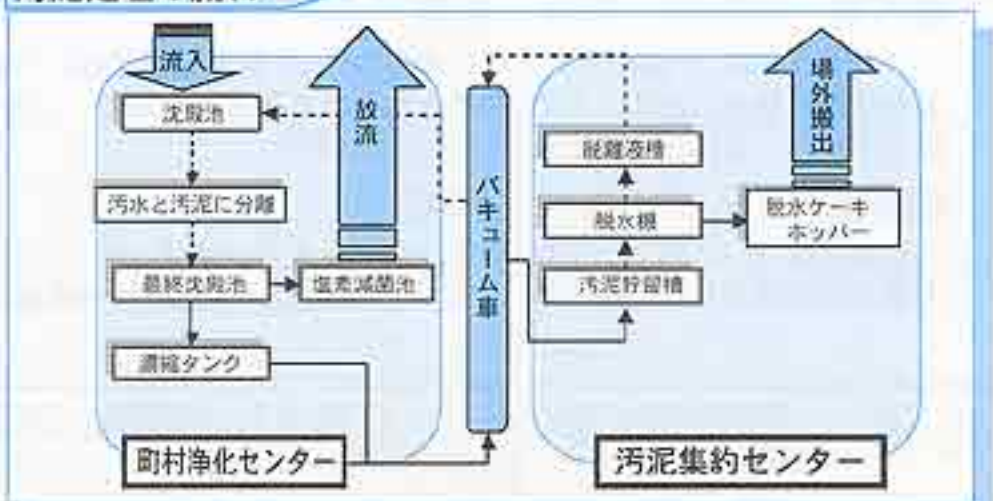 流入
沈殿池
汚水と汚泥に分離
最終沈殿池
塩素減菌池
濃縮タンク
放流
町村浄化センター
バキューム車
脱離液槽
脱水機
汚泥貯留槽
脱水ケーキ
ホッパー
場外搬出
汚泥集約センター